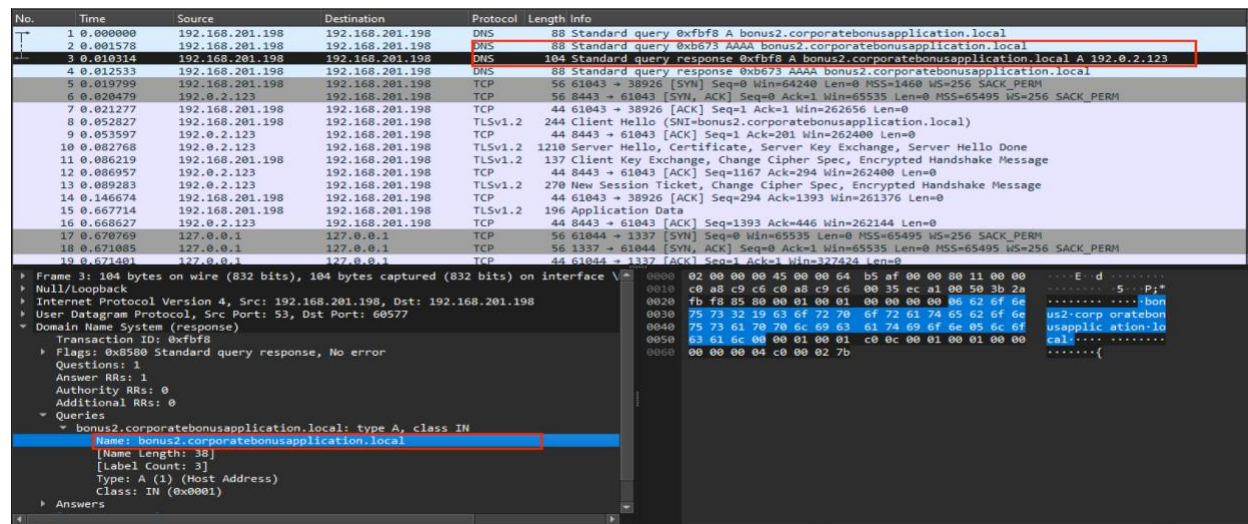 No. Time Source Destination Protocol Length Info
1 0.000000 192.168.201.198 192.168.201.198 DNS 88 Standard query 0xfbf8 A bonus2.corporatebonusapplication.local
2 0.001578 192.168.201.198 192.168.201.198 DNS 88 Standard query 0xb673 AAAA bonus2.corporatebonusapplication.local
3 0.010314 192.168.201.198 192.168.201.198 DNS 104 Standard query response 0xfbf8 A bonus2.corporatebonusapplication.local A 192.0.2.123
4 0.012533 192.168.201.198 192.168.201.198 DNS 88 Standard query response 0xb673 AAAA bonus2.corporatebonusapplication.local
5 0.019799 192.168.201.198 192.168.201.198 TCP 56 61043 → 38926 [SYN] Seq=0 Win=64240 Len=0 MSS=1460 WS=256 SACK_PERM
6 0.020479 192.0.2.123 192.168.201.198 TCP 56 8443 → 61043 [SYN, ACK] Seq=0 Ack=1 Win=65535 Len=0 MSS=65495 WS=256 SACK_PERM
7 0.021277 192.168.201.198 192.168.201.198 TCP 44 61043 → 38926 [ACK] Seq=1 Ack=1 Win=262656 Len=0
8 0.052827 192.168.201.198 192.168.201.198 TLSv1.2 244 Client Hello (SNI=bonus2.corporatebonusapplication.local)
9 0.053597 192.0.2.123 192.168.201.198 TCP 44 8443 → 61043 [ACK] Seq=1 Ack=201 Win=262400 Len=0
10 0.082768 192.0.2.123 192.168.201.198 TLSv1.2 1210 Server Hello, Certificate, Server Key Exchange, Server Hello Done
11 0.086219 192.168.201.198 192.168.201.198 TLSv1.2 137 Client Key Exchange, Change Cipher Spec, Encrypted Handshake Message
12 0.086957 192.0.2.123 192.168.201.198 TCP 44 8443 → 61043 [ACK] Seq=1167 Ack=294 Win=262400 Len=0
13 0.089283 192.0.2.123 192.168.201.198 TLSv1.2 270 New Session Ticket, Change Cipher Spec, Encrypted Handshake Message
14 0.146674 192.168.201.198 192.168.201.198 TCP 44 61043 → 38926 [ACK] Seq=294 Ack=1393 Win=261376 Len=0
15 0.667714 192.168.201.198 192.168.201.198 TLSv1.2 196 Application Data
16 0.668627 192.0.2.123 192.168.201.198 TCP 44 8443 → 61043 [ACK] Seq=1393 Ack=446 Win=262144 Len=0
17 0.670769 127.0.0.1 127.0.0.1 TCP 56 61044 → 1337 [SYN] Seq=0 Win=65535 Len=0 MSS=65495 WS=256 SACK_PERM
18 0.671085 127.0.0.1 127.0.0.1 TCP 56 1337 → 61044 [SYN, ACK] Seq=0 Ack=1 Win=65535 Len=0 MSS=65495 WS=256 SACK_PERM
19 0.671401 127.0.0.1 127.0.0.1 TCP 44 61044 → 1337 [ACK] Seq=1 Ack=1 Win=327424 Len=0
Frame 3: 104 bytes on wire (832 bits), 104 bytes captured (832 bits) on interface \
Null/Loopback
Internet Protocol Version 4, Src: 192.168.201.198, Dst: 192.168.201.198
User Datagram Protocol, Src Port: 53, Dst Port: 60577
Domain Name System (response)
Transaction ID: 0xfbf8
Flags: 0x8580 Standard query response, No error
Questions: 1
Answer RRs: 1
Authority RRs: 0
Additional RRs: 0
Queries
bonus2.corporatebonusapplication.local: type A, class IN
Name: bonus2.corporatebonusapplication.local
[Name Length: 38]
[Label Count: 3]
Type: A (1) (Host Address)
Class: IN (0x0001)
Answers
0000 02 00 00 00 45 00 00 64 b5 af 00 00 80 11 00 00 ····E··d ········
0010 c0 a8 c9 c6 c0 a8 c9 c6 00 35 ec a1 00 50 3b 2a ········ ·5···P;*
0020 fb f8 85 80 00 01 00 01 00 00 00 00 06 62 6f 6e ········ ·····bon
0030 75 73 32 19 63 6f 72 70 6f 72 61 74 65 62 6f 6e us2·corp oratebon
0040 75 73 61 70 70 6c 69 63 61 74 69 6f 6e 05 6c 6f usapplic ation·lo
0050 63 61 6c 00 00 01 00 01 c0 0c 00 01 00 01 00 00 cal····· ········
0060 00 00 00 04 c0 00 02 7b ·······{